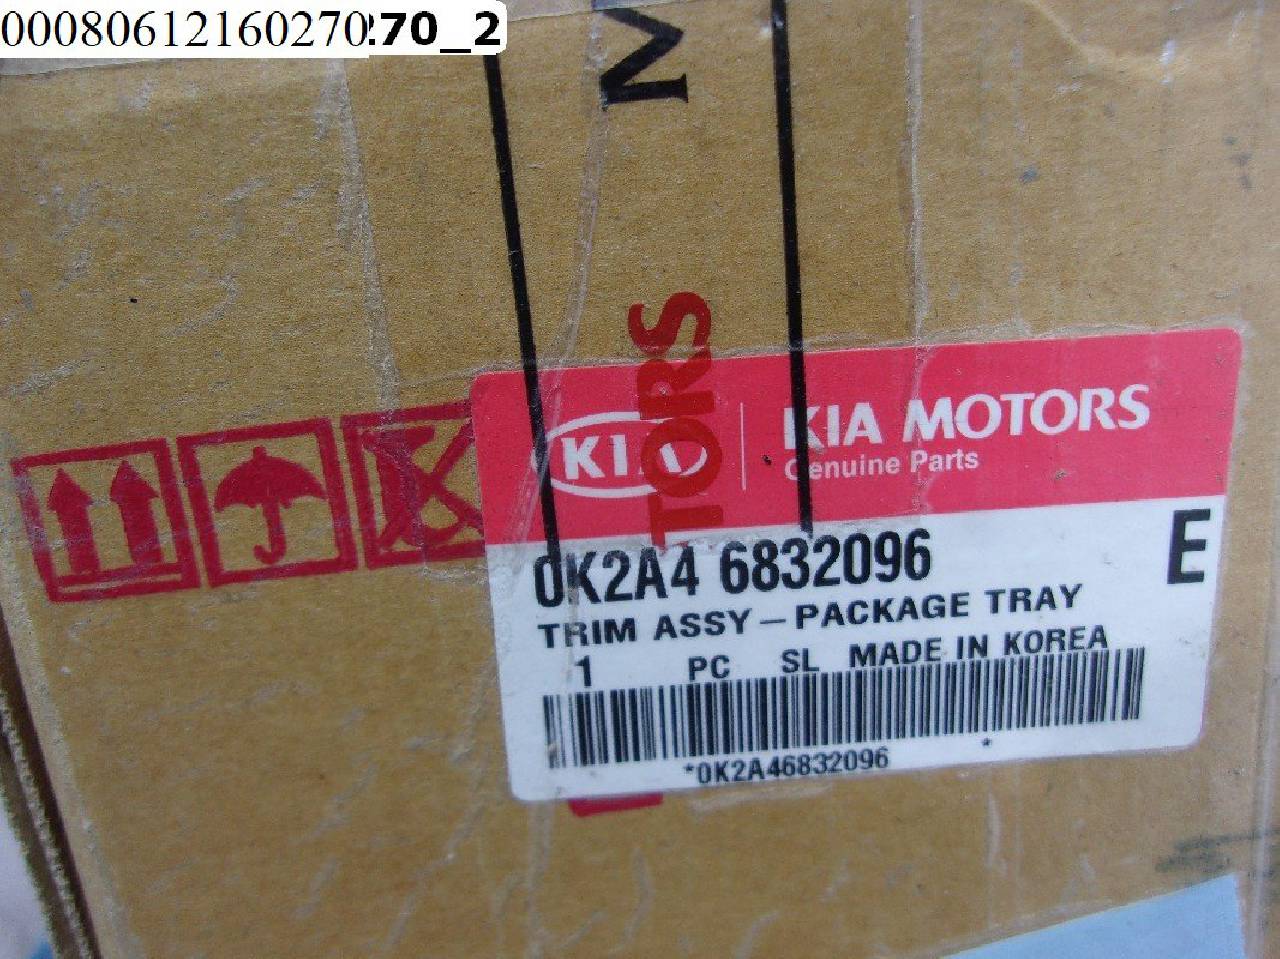 00080612160270
270_2
M
TORS
KIA
KIA MOTORS
Genuine Parts
0K2A4 6832096 E
TRIM ASSY-PACKAGE TRAY
1 PC SL MADE IN KOREA
*0K2A46832096 *